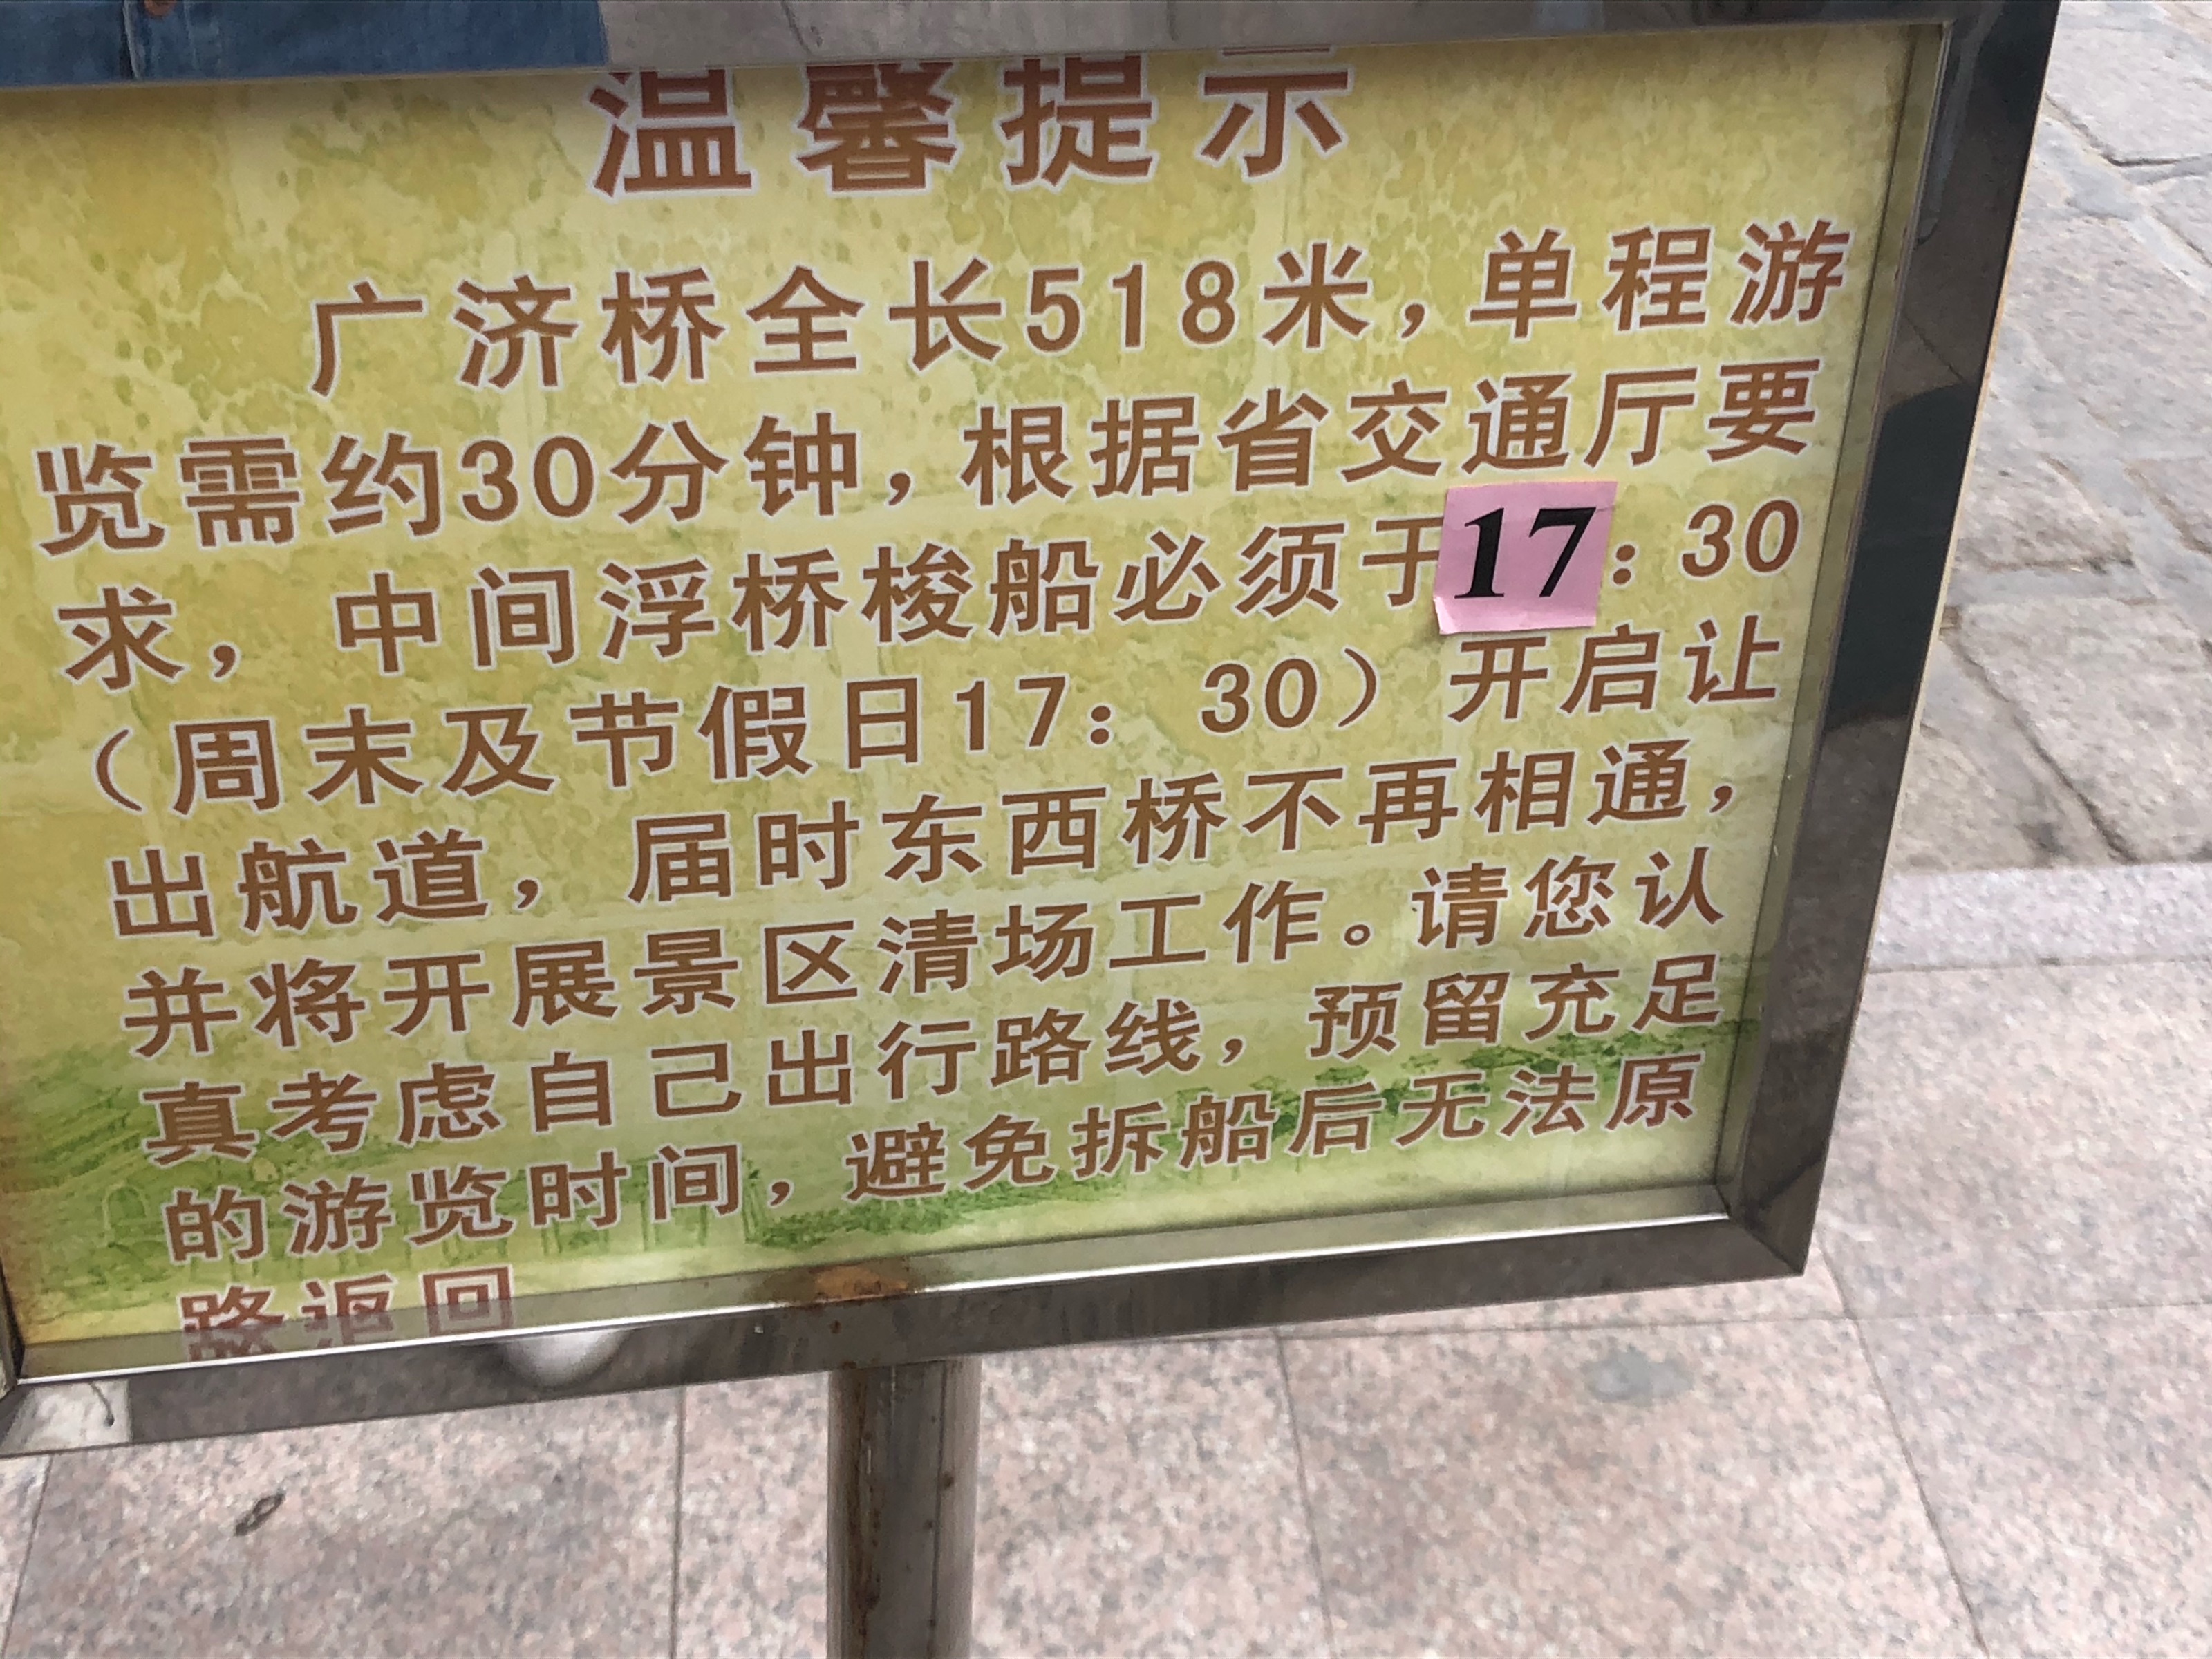 温馨提示
广济桥全长518米，单程游
览需约30分钟，根据省交通厅要
求，中间浮桥梭船必须于17：30
（周末及节假日17：30）开启让
出航道，届时东西桥不再相通，
并将开展景区清场工作。请您认
真考虑自己出行路线，预留充足
的游览时间，避免拆船后无法原
路返回